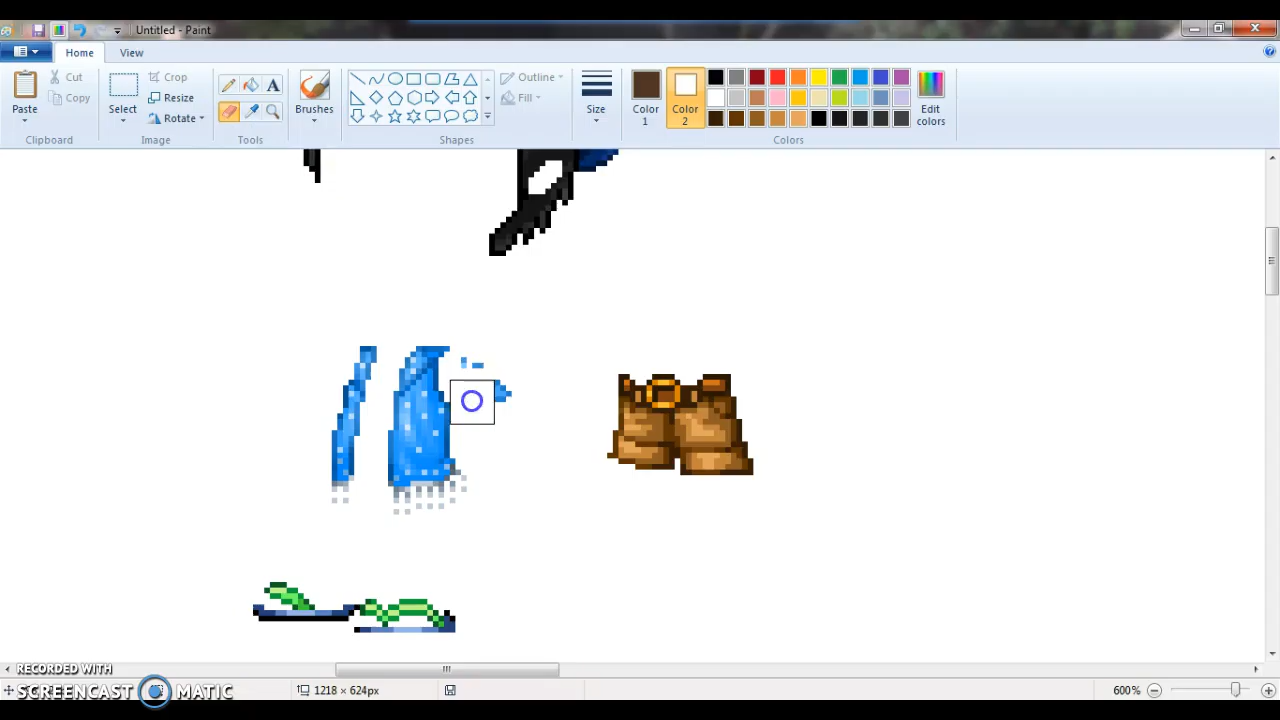 Untitled - Paint
Home View
Paste
Cut
Copy
Clipboard
Select
Crop
Resize
Rotate
Image
A
Tools
Brushes
Outline
Fill
Shapes
Size
Color 1
Color 2
Edit colors
Colors
RECORDED WITH
SCREENCAST MATIC
1218 × 624px
600%